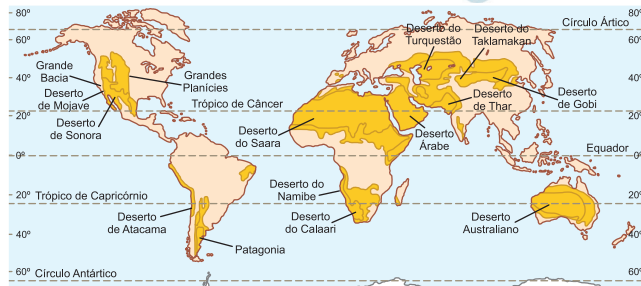 80°
80°
Círculo Ártico
60°
60°
Deserto do
Turquestão
Deserto do
Taklamakan
Grande
Bacia
Grandes
Planícies
40°
40°
Deserto
de Mojave
Deserto
de Sonora
Trópico de Câncer
Deserto
de Thar
Deserto
de Gobi
20°
20°
Deserto
do Saara
Deserto
Árabe
Equador
0°
0°
Trópico de Capricórnio
Deserto do
Namibe
20°
20°
Deserto
de Atacama
Deserto
do Calaari
Deserto
Australiano
Patagonia
40°
40°
Círculo Antártico
60°
60°